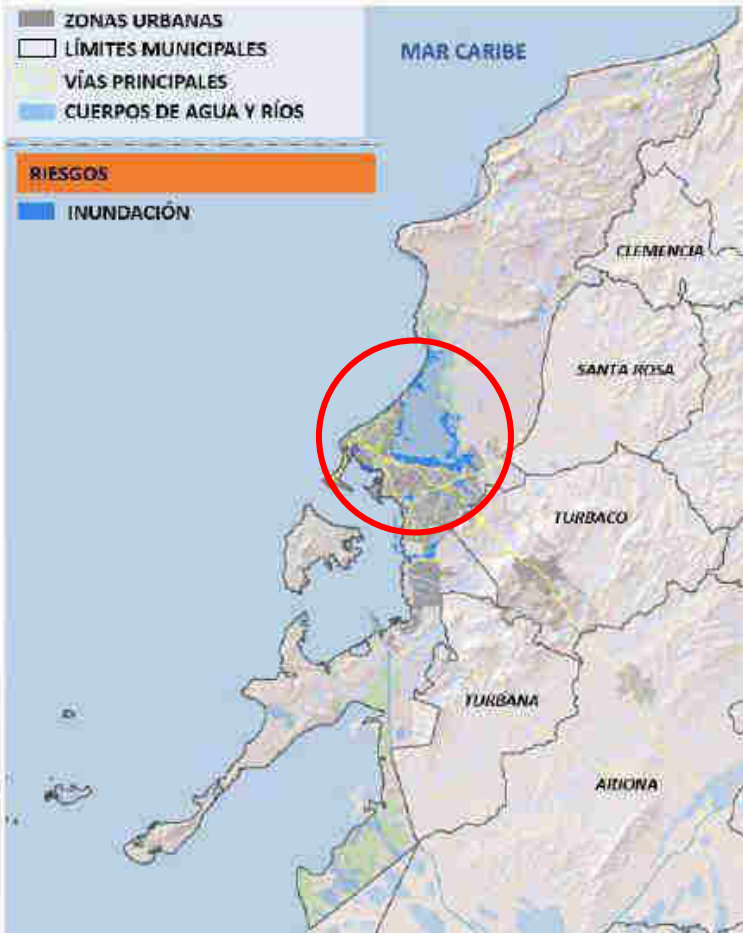 ZONAS URBANAS
LÍMITES MUNICIPALES
VÍAS PRINCIPALES
CUERPOS DE AGUA Y RÍOS
RIESGOS
INUNDACIÓN
MAR CARIBE
CLEMENCIA
SANTA ROSA
TURBACO
TURBANA
ARJONA